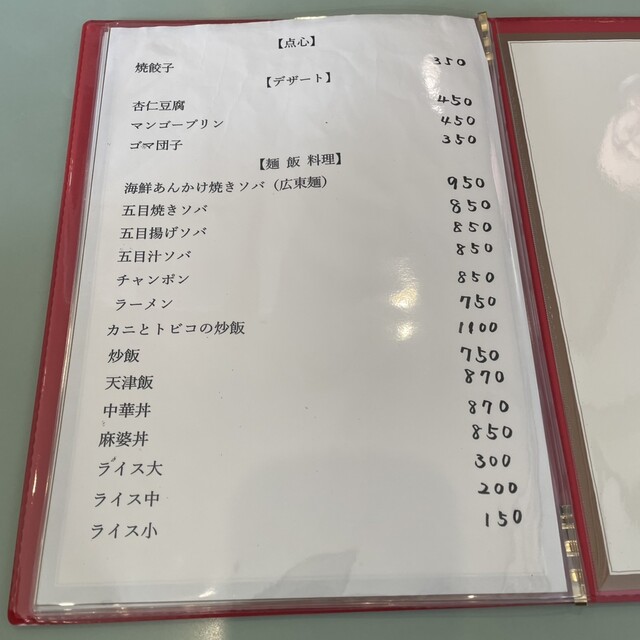 【点心】
焼餃子 350
【デザート】
杏仁豆腐 450
マンゴープリン 450
ゴマ団子 350
【麺 飯 料理】
海鮮あんかけ焼きソバ（広東麺） 950
五目焼きソバ 850
五目揚げソバ 850
五目汁ソバ 850
チャンポン 850
ラーメン 750
カニとトビコの炒飯 1100
炒飯 750
天津飯 870
中華丼 870
麻婆丼 850
ライス大 300
ライス中 200
ライス小 150